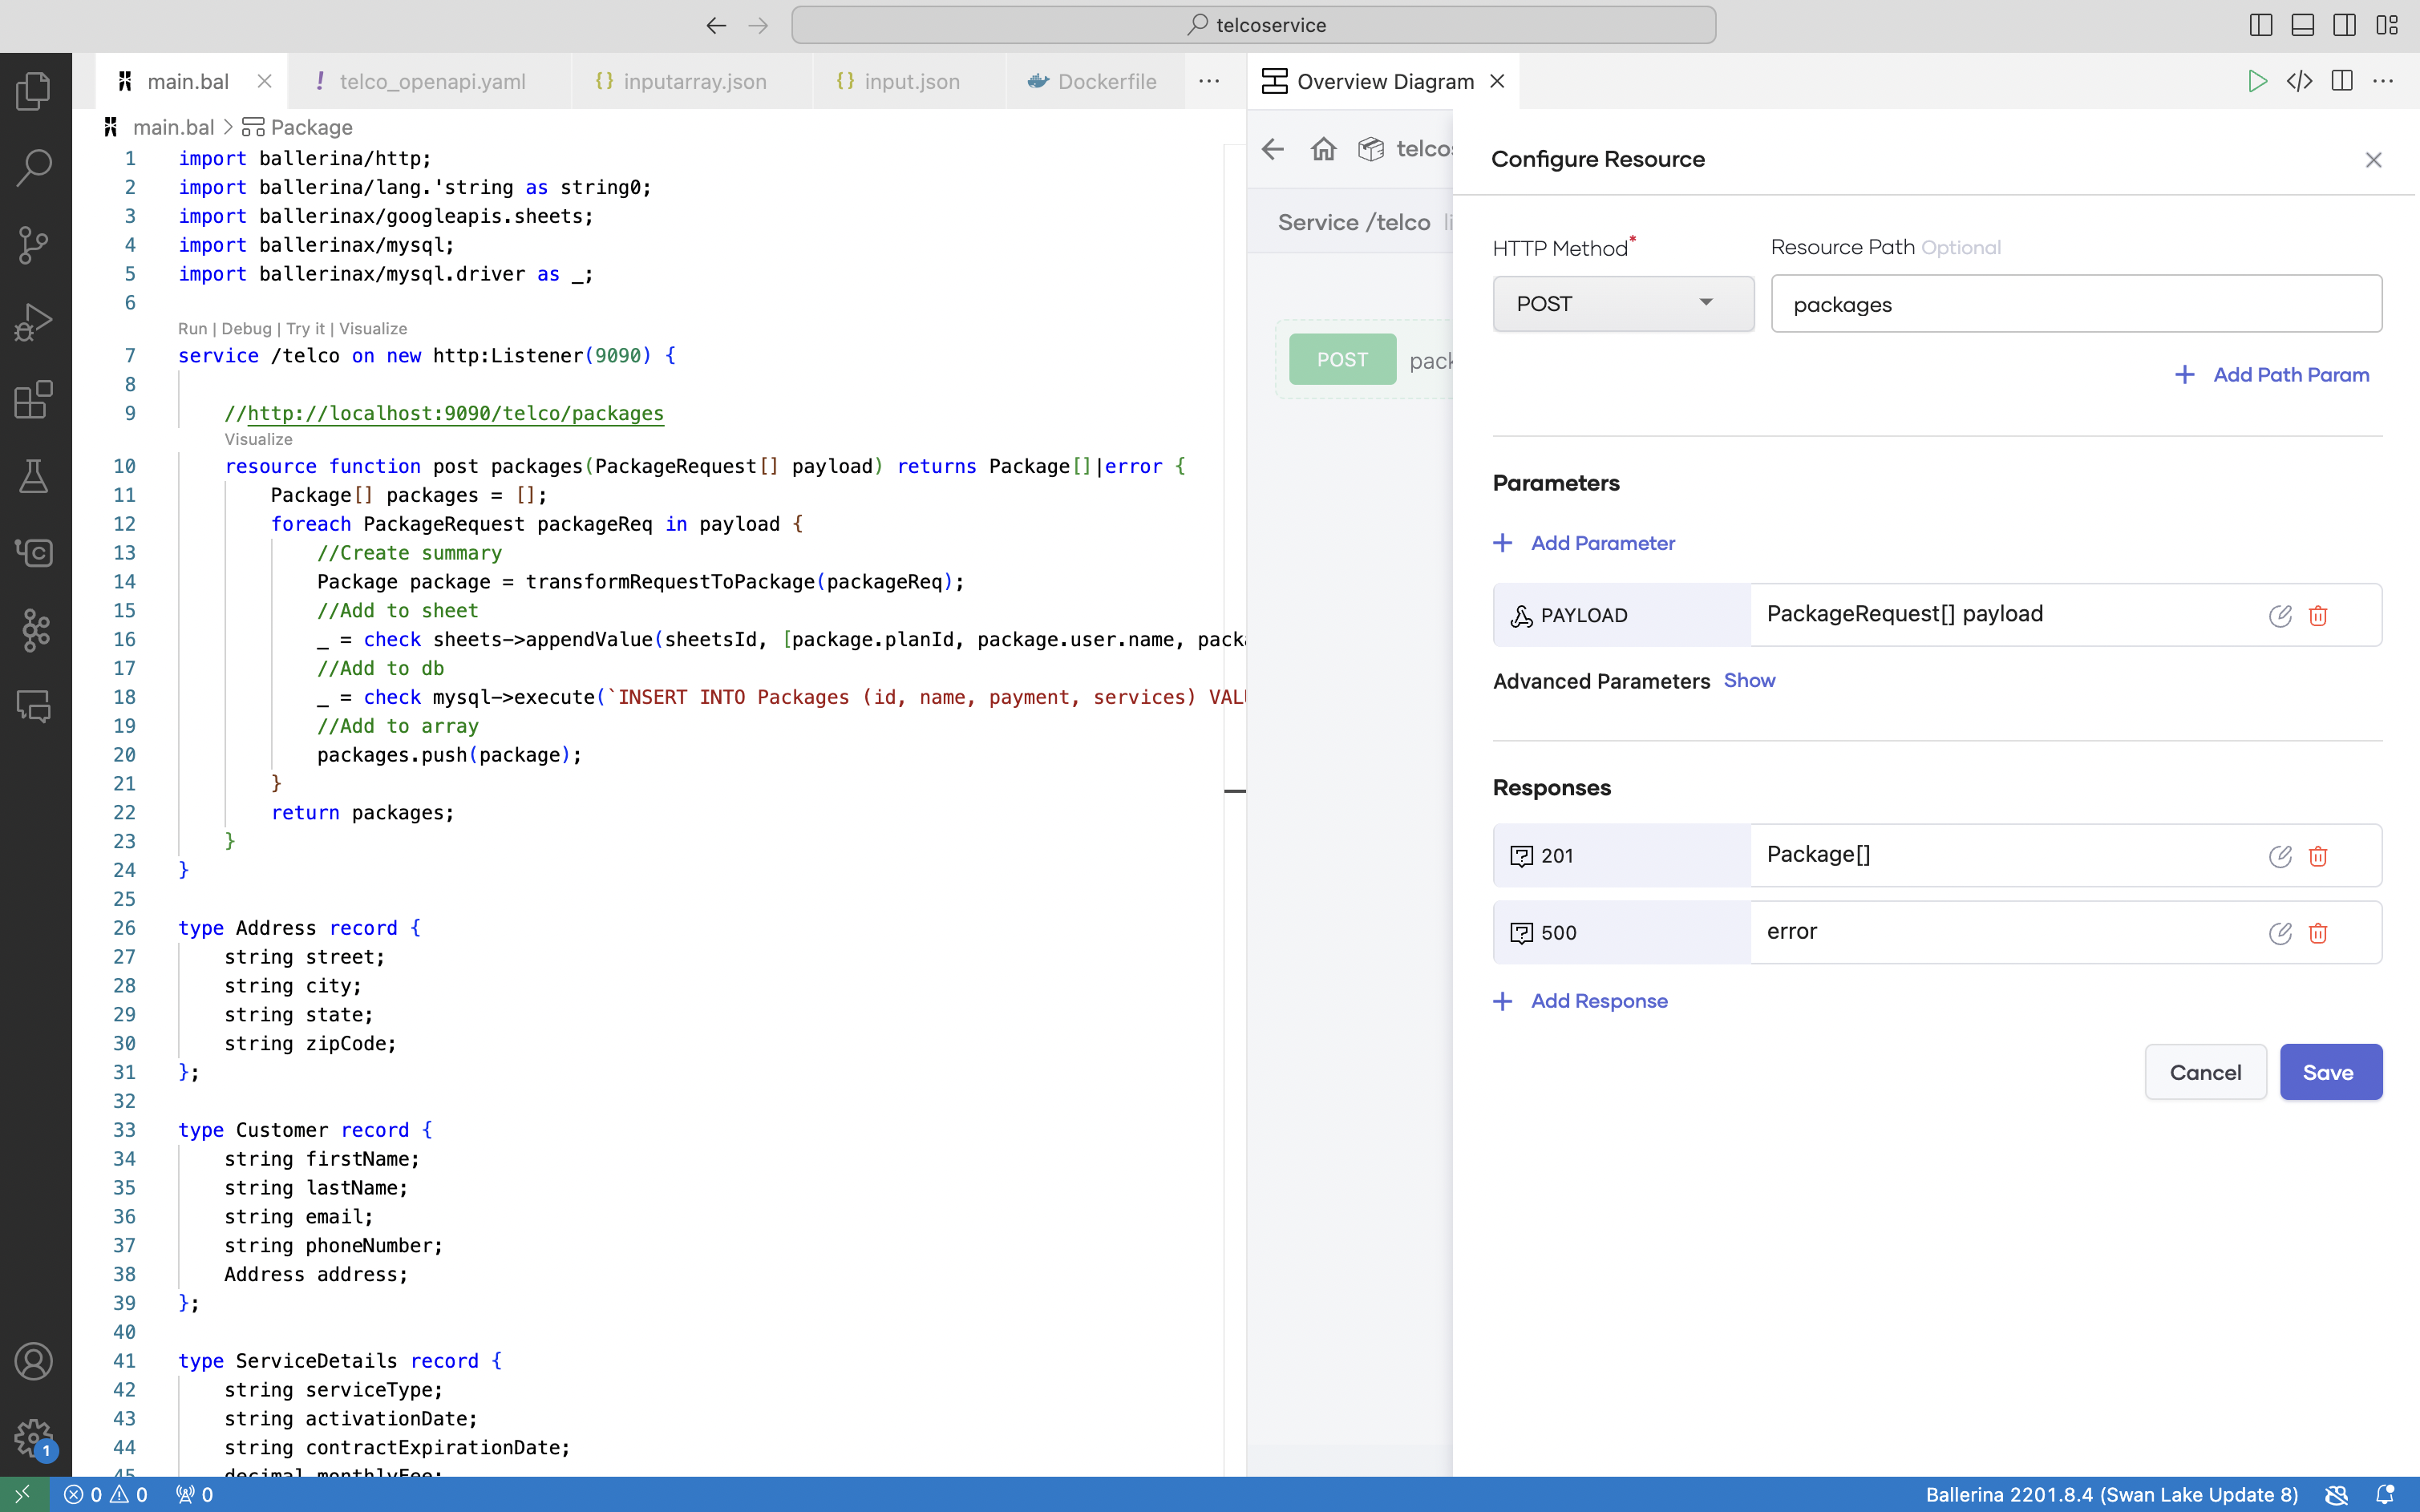 telcoservice
main.bal
! telco_openapi.yaml
{} inputarray.json
{} input.json
Dockerfile
...
Overview Diagram
main.bal > Package
1 import ballerina/http;
2 import ballerina/lang.'string as string0;
3 import ballerinax/googleapis.sheets;
4 import ballerinax/mysql;
5 import ballerinax/mysql.driver as _;
6
Run | Debug | Try it | Visualize
7 service /telco on new http:Listener(9090) {
8
9 //http://localhost:9090/telco/packages
Visualize
10 resource function post packages(PackageRequest[] payload) returns Package[]|error {
11 Package[] packages = [];
12 foreach PackageRequest packageReq in payload {
13 //Create summary
14 Package package = transformRequestToPackage(packageReq);
15 //Add to sheet
16 _ = check sheets->appendValue(sheetsId, [package.planId, package.user.name, packa
17 //Add to db
18 _ = check mysql->execute(`INSERT INTO Packages (id, name, payment, services) VALU
19 //Add to array
20 packages.push(package);
21 }
22 return packages;
23 }
24 }
25
26 type Address record {
27 string street;
28 string city;
29 string state;
30 string zipCode;
31 };
32
33 type Customer record {
34 string firstName;
35 string lastName;
36 string email;
37 string phoneNumber;
38 Address address;
39 };
40
41 type ServiceDetails record {
42 string serviceType;
43 string activationDate;
44 string contractExpirationDate;
45 decimal monthlyFee;
telco
Service /telco
POST pack
Configure Resource
HTTP Method*
Resource Path Optional
POST
packages
+ Add Path Param
Parameters
+ Add Parameter
PAYLOAD PackageRequest[] payload
Advanced Parameters Show
Responses
201 Package[]
500 error
+ Add Response
Cancel
Save
1
0 0 0
Ballerina 2201.8.4 (Swan Lake Update 8)